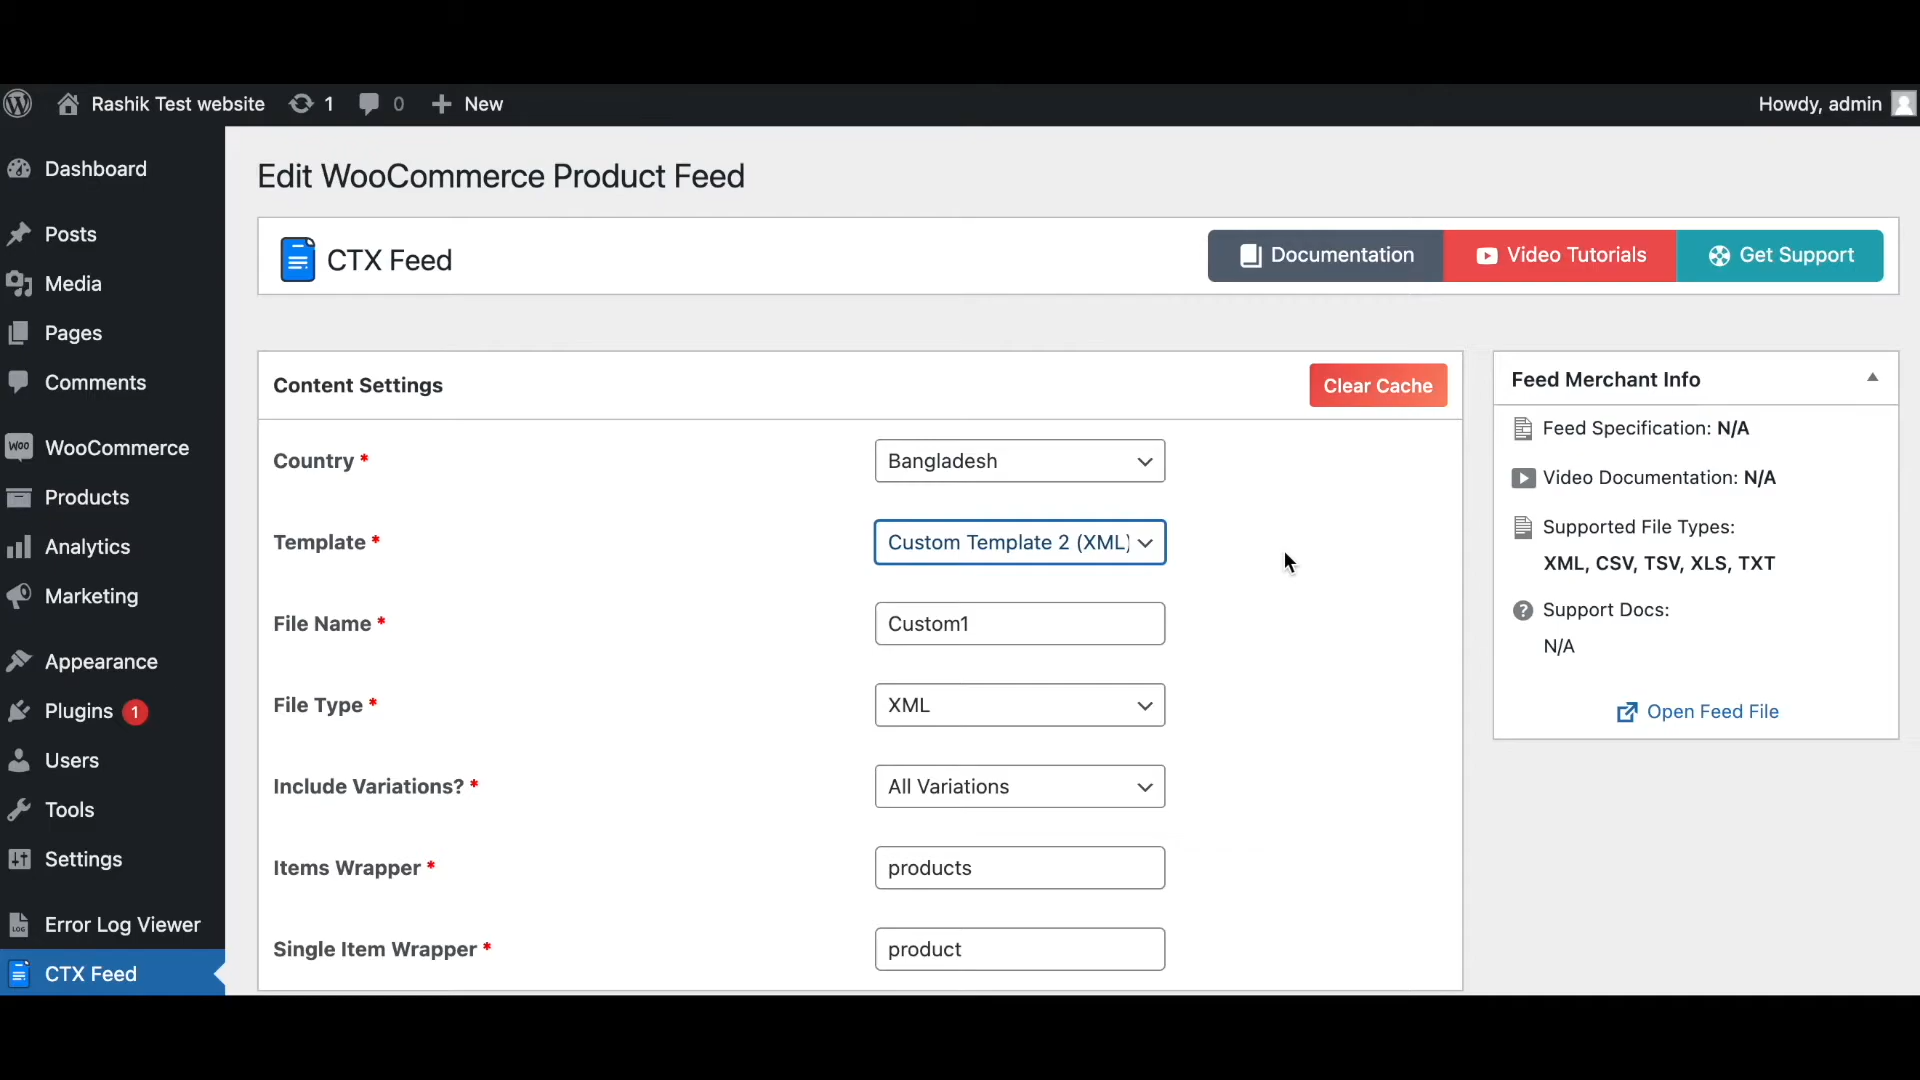 Rashik Test website 1 0 New Howdy, admin
Dashboard
Posts
Media
Pages
Comments
WOO WooCommerce
Products
Analytics
Marketing
Appearance
Plugins 1
Users
Tools
Settings
LOG Error Log Viewer
CTX Feed
Edit WooCommerce Product Feed
CTX Feed
Documentation Video Tutorials Get Support
Content Settings Clear Cache
Country * Bangladesh
Template * Custom Template 2 (XML)
File Name * Custom1
File Type * XML
Include Variations? * All Variations
Items Wrapper * products
Single Item Wrapper * product
Feed Merchant Info
Feed Specification: N/A
Video Documentation: N/A
Supported File Types:
XML, CSV, TSV, XLS, TXT
Support Docs:
N/A
Open Feed File